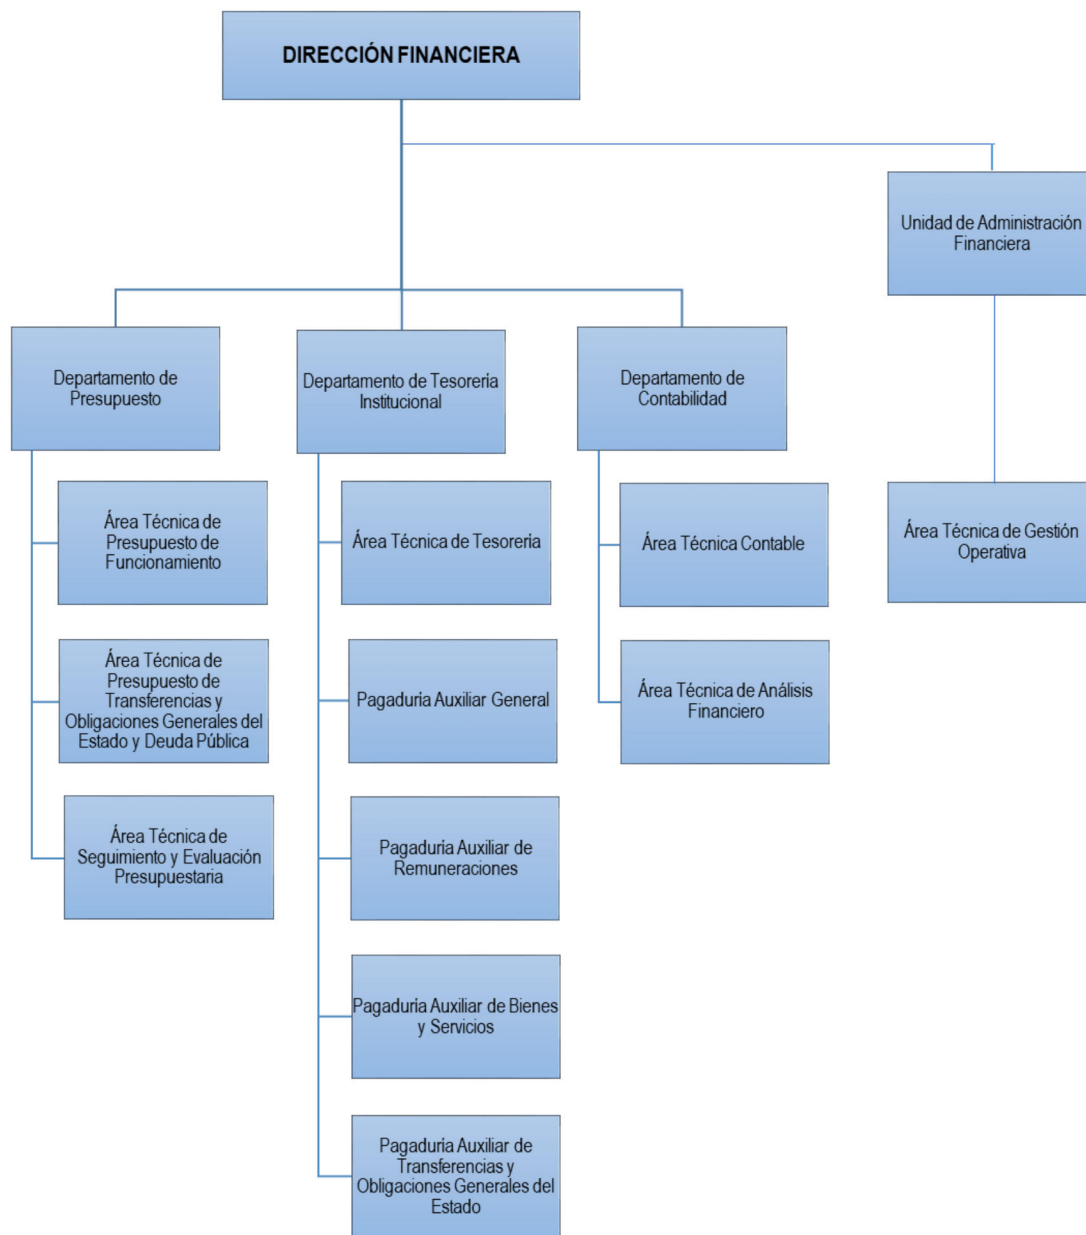 DIRECCIÓN FINANCIERA
Unidad de Administración
Financiera
Departamento de
Presupuesto
Departamento de Tesorería
Institucional
Departamento de
Contabilidad
Área Técnica de
Presupuesto de
Funcionamiento
Área Técnica de Tesorería
Área Técnica Contable
Área Técnica de Gestión
Operativa
Área Técnica de
Presupuesto de
Transferencias y
Obligaciones Generales del
Estado y Deuda Pública
Pagaduría Auxiliar General
Área Técnica de Análisis
Financiero
Área Técnica de
Seguimiento y Evaluación
Presupuestaria
Pagaduría Auxiliar de
Remuneraciones
Pagaduría Auxiliar de Bienes
y Servicios
Pagaduría Auxiliar de
Transferencias y
Obligaciones Generales del
Estado